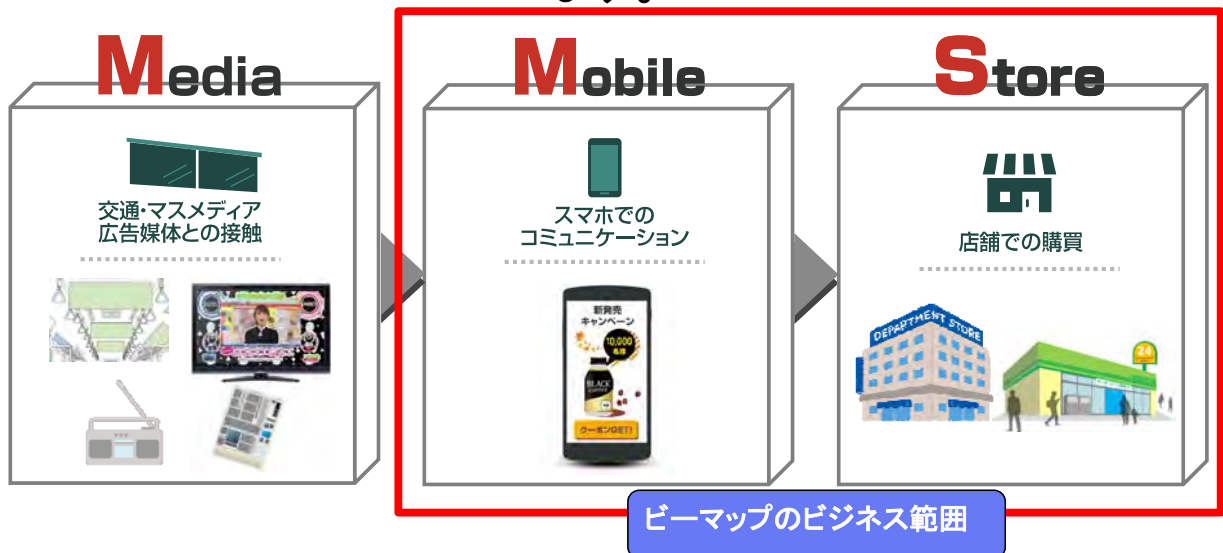 Media
Mobile
Store
交通・マスメディア
広告媒体との接触
スマホでの
コミュニケーション
店舗での購買
新発売
キャンペーン
10,000
名様
BLACK
クーポンGET!
DEPARTMENT STORE
24
ビーマップのビジネス範囲